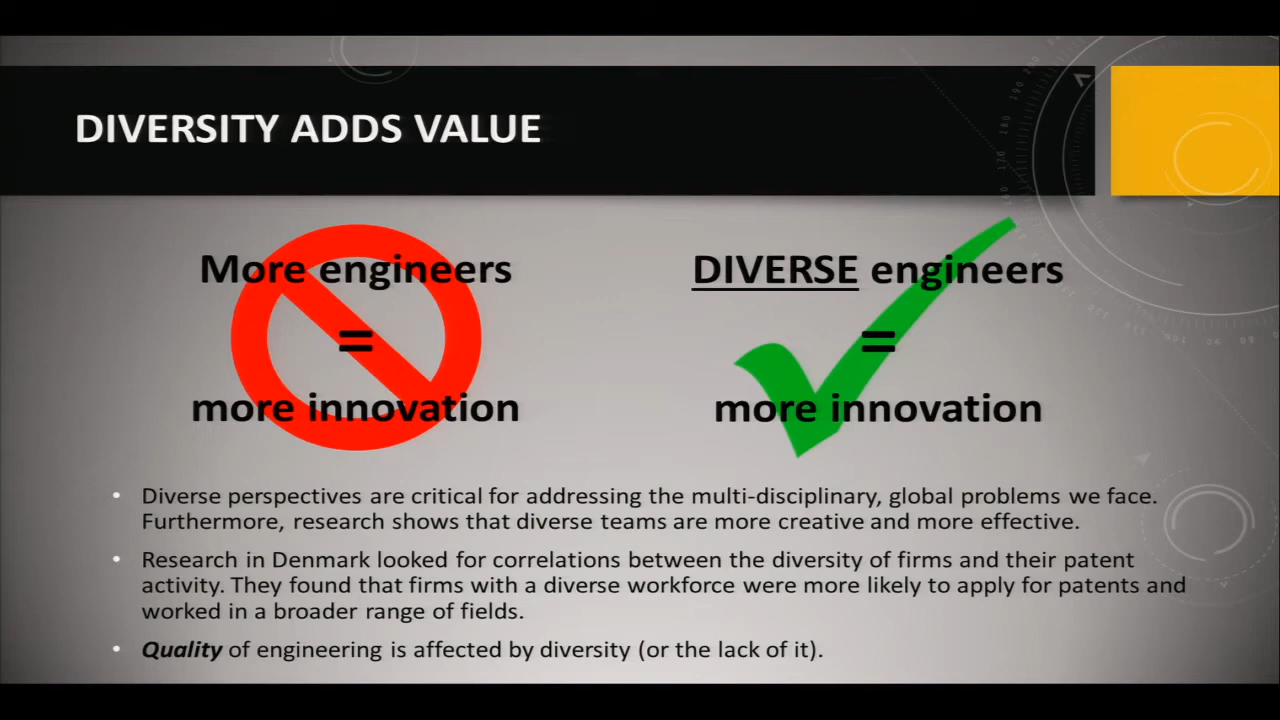 DIVERSITY ADDS VALUE
More engineers
=
more innovation
DIVERSE engineers
=
more innovation
• Diverse perspectives are critical for addressing the multi-disciplinary, global problems we face.
Furthermore, research shows that diverse teams are more creative and more effective.
• Research in Denmark looked for correlations between the diversity of firms and their patent
activity. They found that firms with a diverse workforce were more likely to apply for patents and
worked in a broader range of fields.
• Quality of engineering is affected by diversity (or the lack of it).